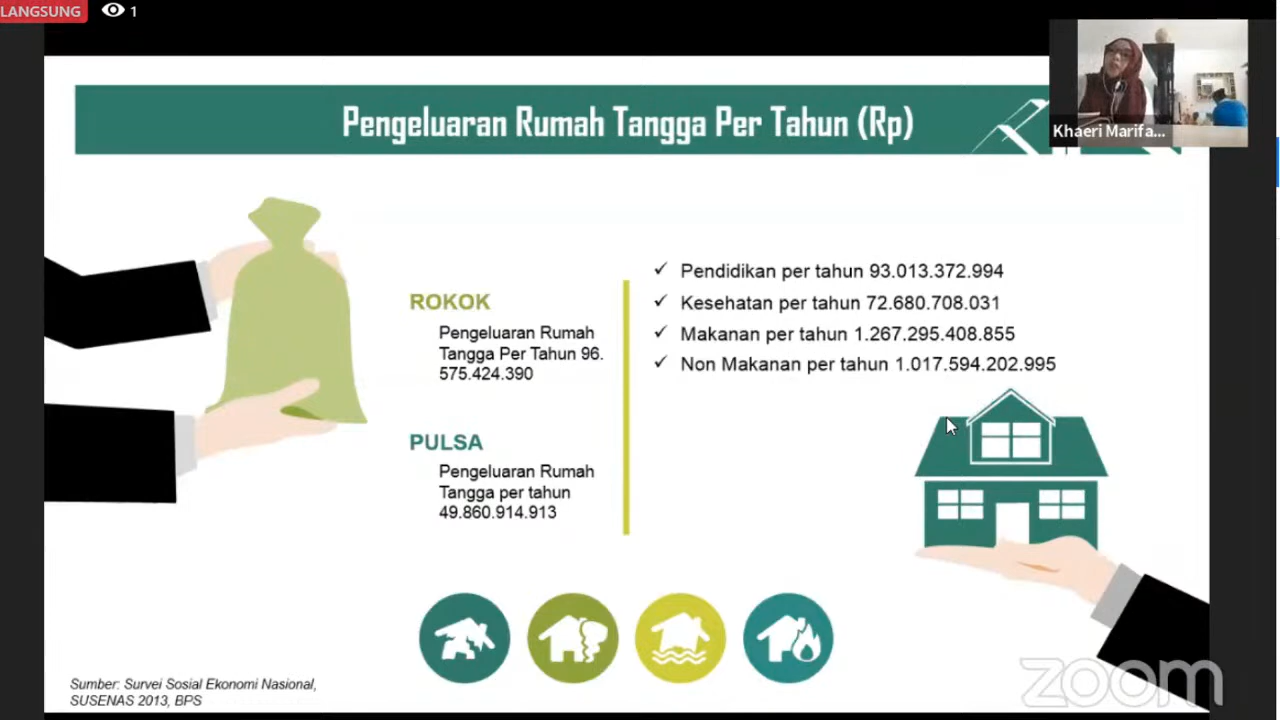 LANGSUNG
1
Pengeluaran Rumah Tangga Per Tahun (Rp)
Khaeri Marifa...
ROKOK
Pengeluaran Rumah
Tangga Per Tahun 96.
575.424.390
PULSA
Pengeluaran Rumah
Tangga per tahun
49.860.914.913
✓ Pendidikan per tahun 93.013.372.994
✓ Kesehatan per tahun 72.680.708.031
✓ Makanan per tahun 1.267.295.408.855
✓ Non Makanan per tahun 1.017.594.202.995
Sumber: Survei Sosial Ekonomi Nasional,
SUSENAS 2013, BPS
zoom